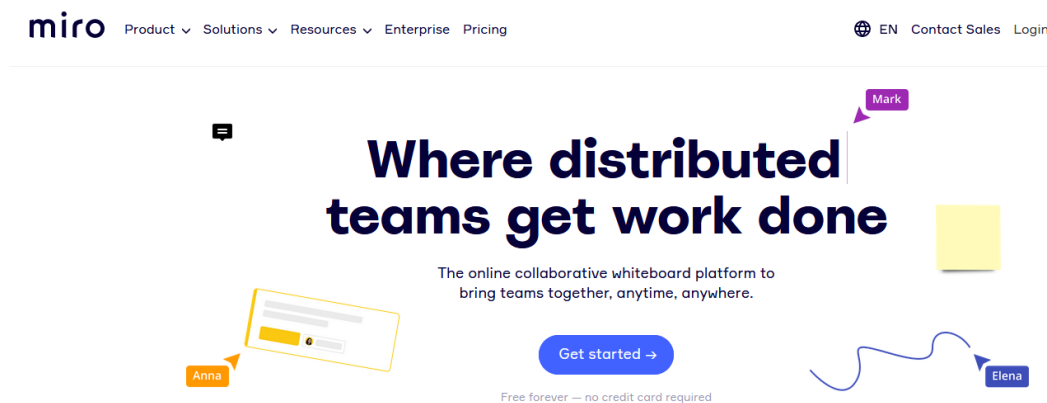 miro Product Solutions Resources Enterprise Pricing EN Contact Sales Login
Mark
Where distributed
teams get work done
The online collaborative whiteboard platform to
bring teams together, anytime, anywhere.
Get started →
Anna
Elena
Free forever — no credit card required